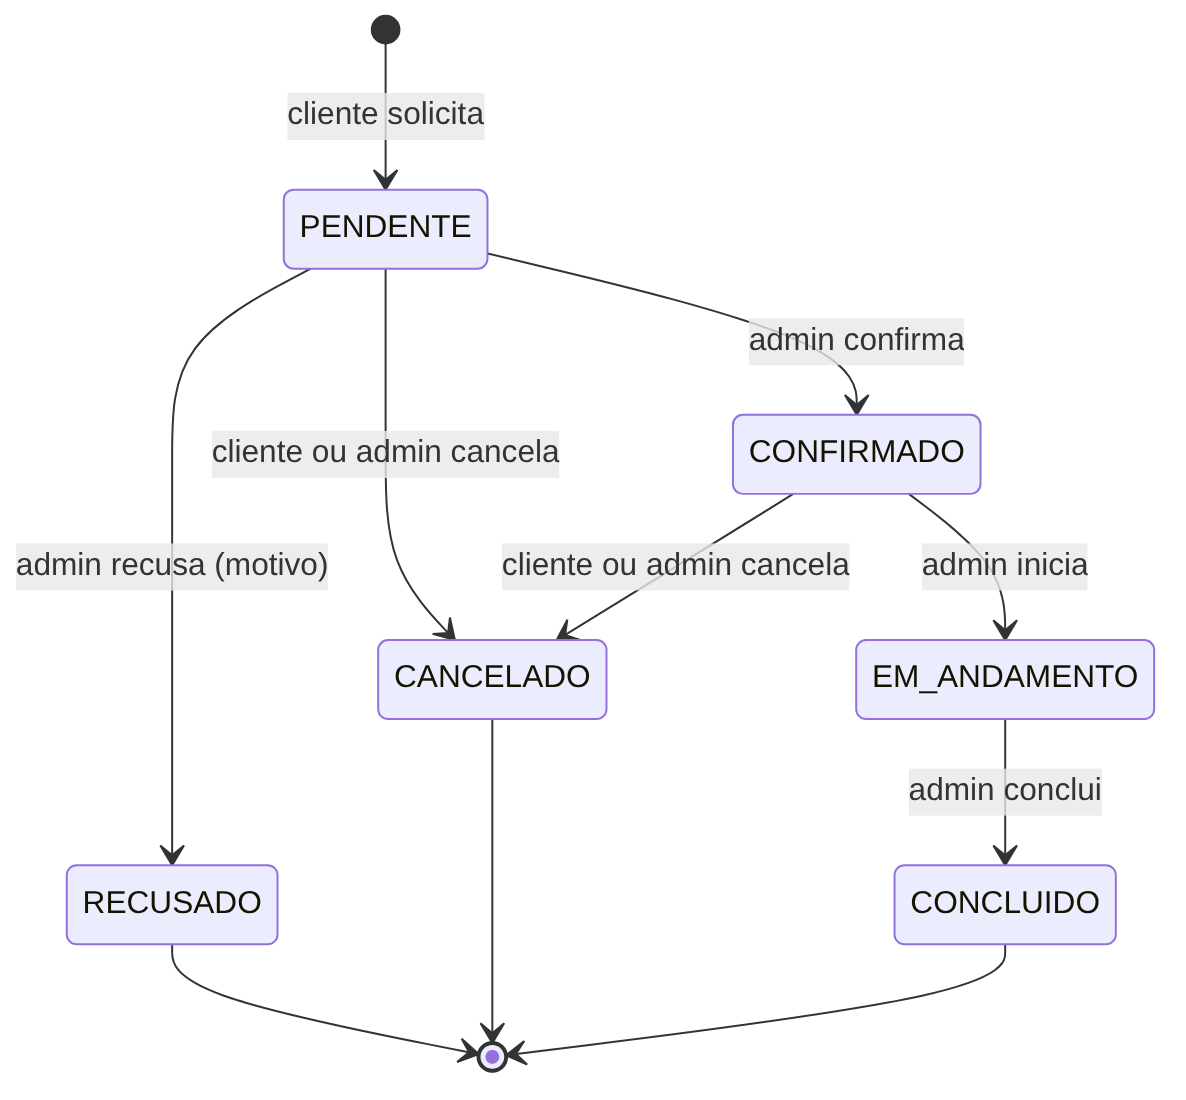 cliente solicita
PENDENTE
admin confirma
CONFIRMADO
cliente ou admin cancela
admin recusa (motivo)
cliente ou admin cancela
admin inicia
CANCELADO
EM_ANDAMENTO
admin conclui
RECUSADO
CONCLUIDO